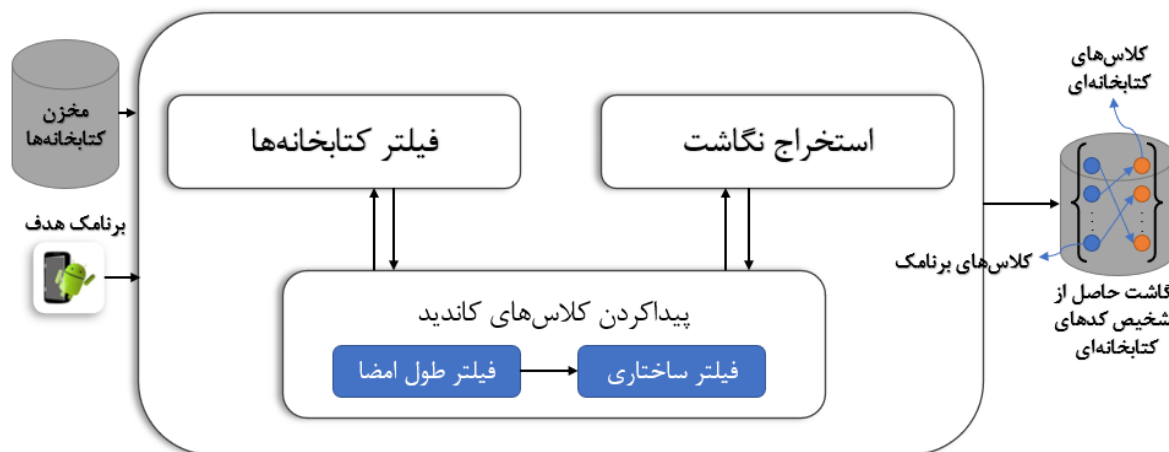 کلاس‌های
کتابخانه‌ای
مخزن
کتابخانه‌ها
فیلتر کتابخانه‌ها
استخراج نگاشت
برنامک هدف
کلاس‌های برنامک
پیداکردن کلاس‌های کاندید
فیلتر طول امضا
فیلتر ساختاری
گاشت حاصل از
شخیص کدهای
کتابخانه‌ای